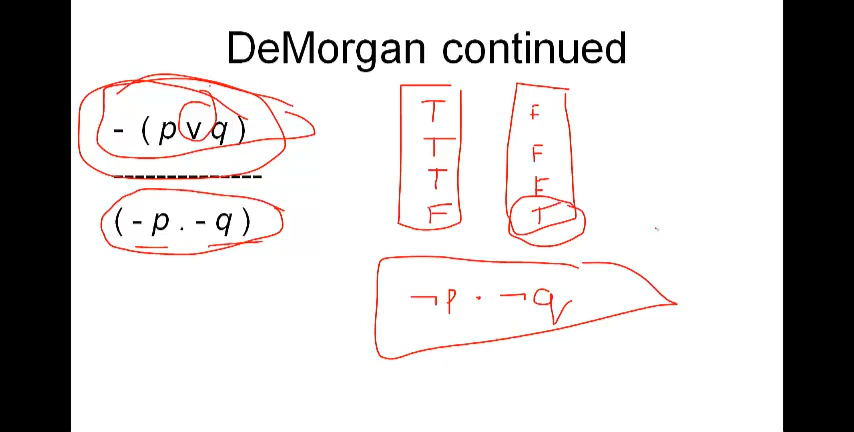 DeMorgan continued
- ( p v q )
---------------
( - p . - q )
T
T
T
F
F
F
F
T
¬p · ¬q